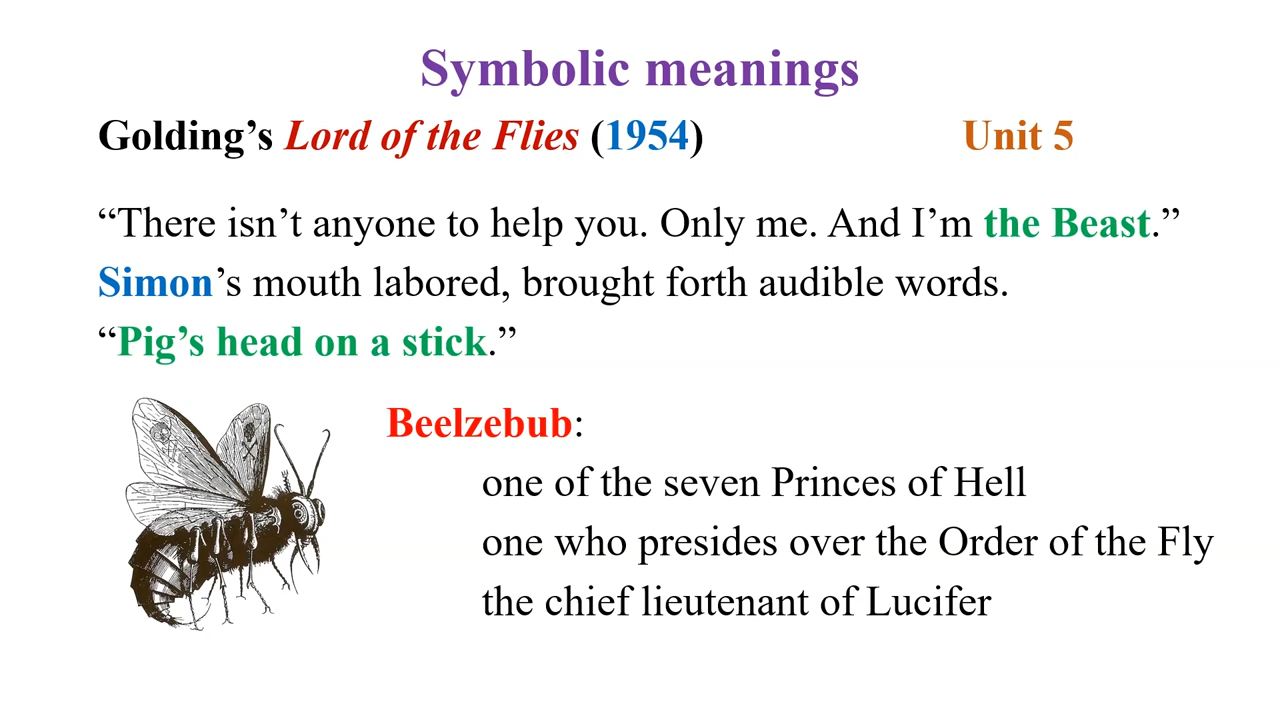 Symbolic meanings
Golding’s Lord of the Flies (1954)
Unit 5
“There isn’t anyone to help you. Only me. And I’m the Beast.”
Simon’s mouth labored, brought forth audible words.
“Pig’s head on a stick.”
Beelzebub:
one of the seven Princes of Hell
one who presides over the Order of the Fly
the chief lieutenant of Lucifer